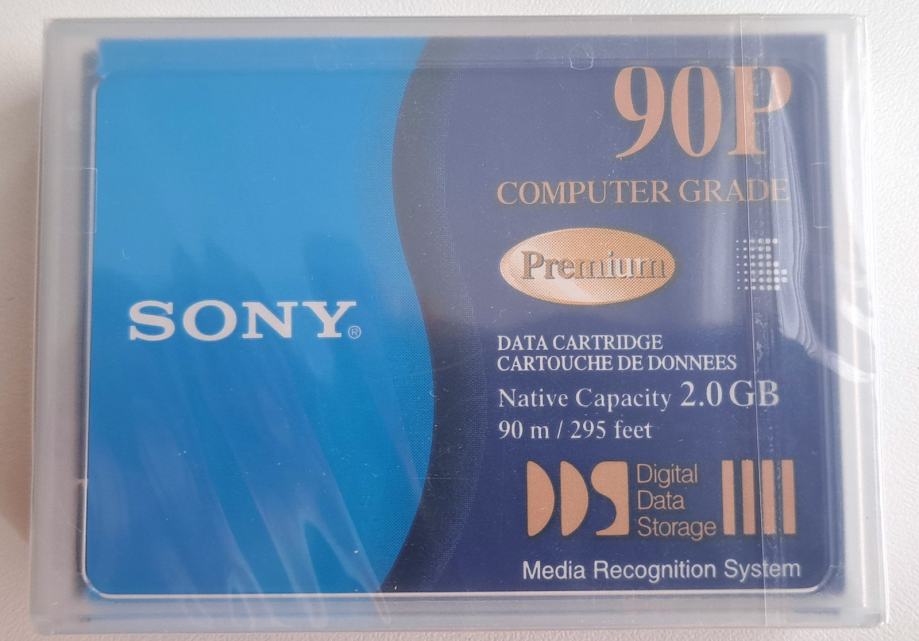 90P
COMPUTER GRADE
Premium
SONY®
DATA CARTRIDGE
CARTOUCHE DE DONNEES
Native Capacity 2.0 GB
90 m / 295 feet
DDS Digital
Data
Storage
Media Recognition System